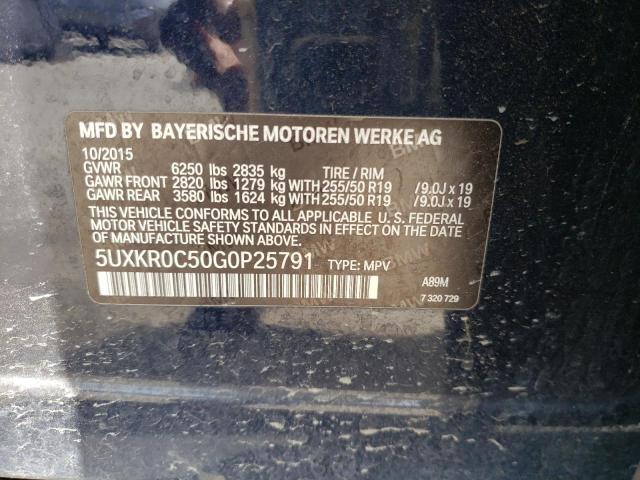 MFD BY BAYERISCHE MOTOREN WERKE AG
10/2015
GVWR 6250 lbs 2835 kg TIRE / RIM
GAWR FRONT 2820 lbs 1279 kg WITH 255/50 R19 /9.0J x 19
GAWR REAR 3580 lbs 1624 kg WITH 255/50 R19 /9.0J x 19
THIS VEHICLE CONFORMS TO ALL APPLICABLE U. S. FEDERAL
MOTOR VEHICLE SAFETY STANDARDS IN EFFECT ON THE
DATE OF MANUFACTURE SHOWN ABOVE.
5UXKR0C50G0P25791 TYPE: MPV A89M
7 320 729